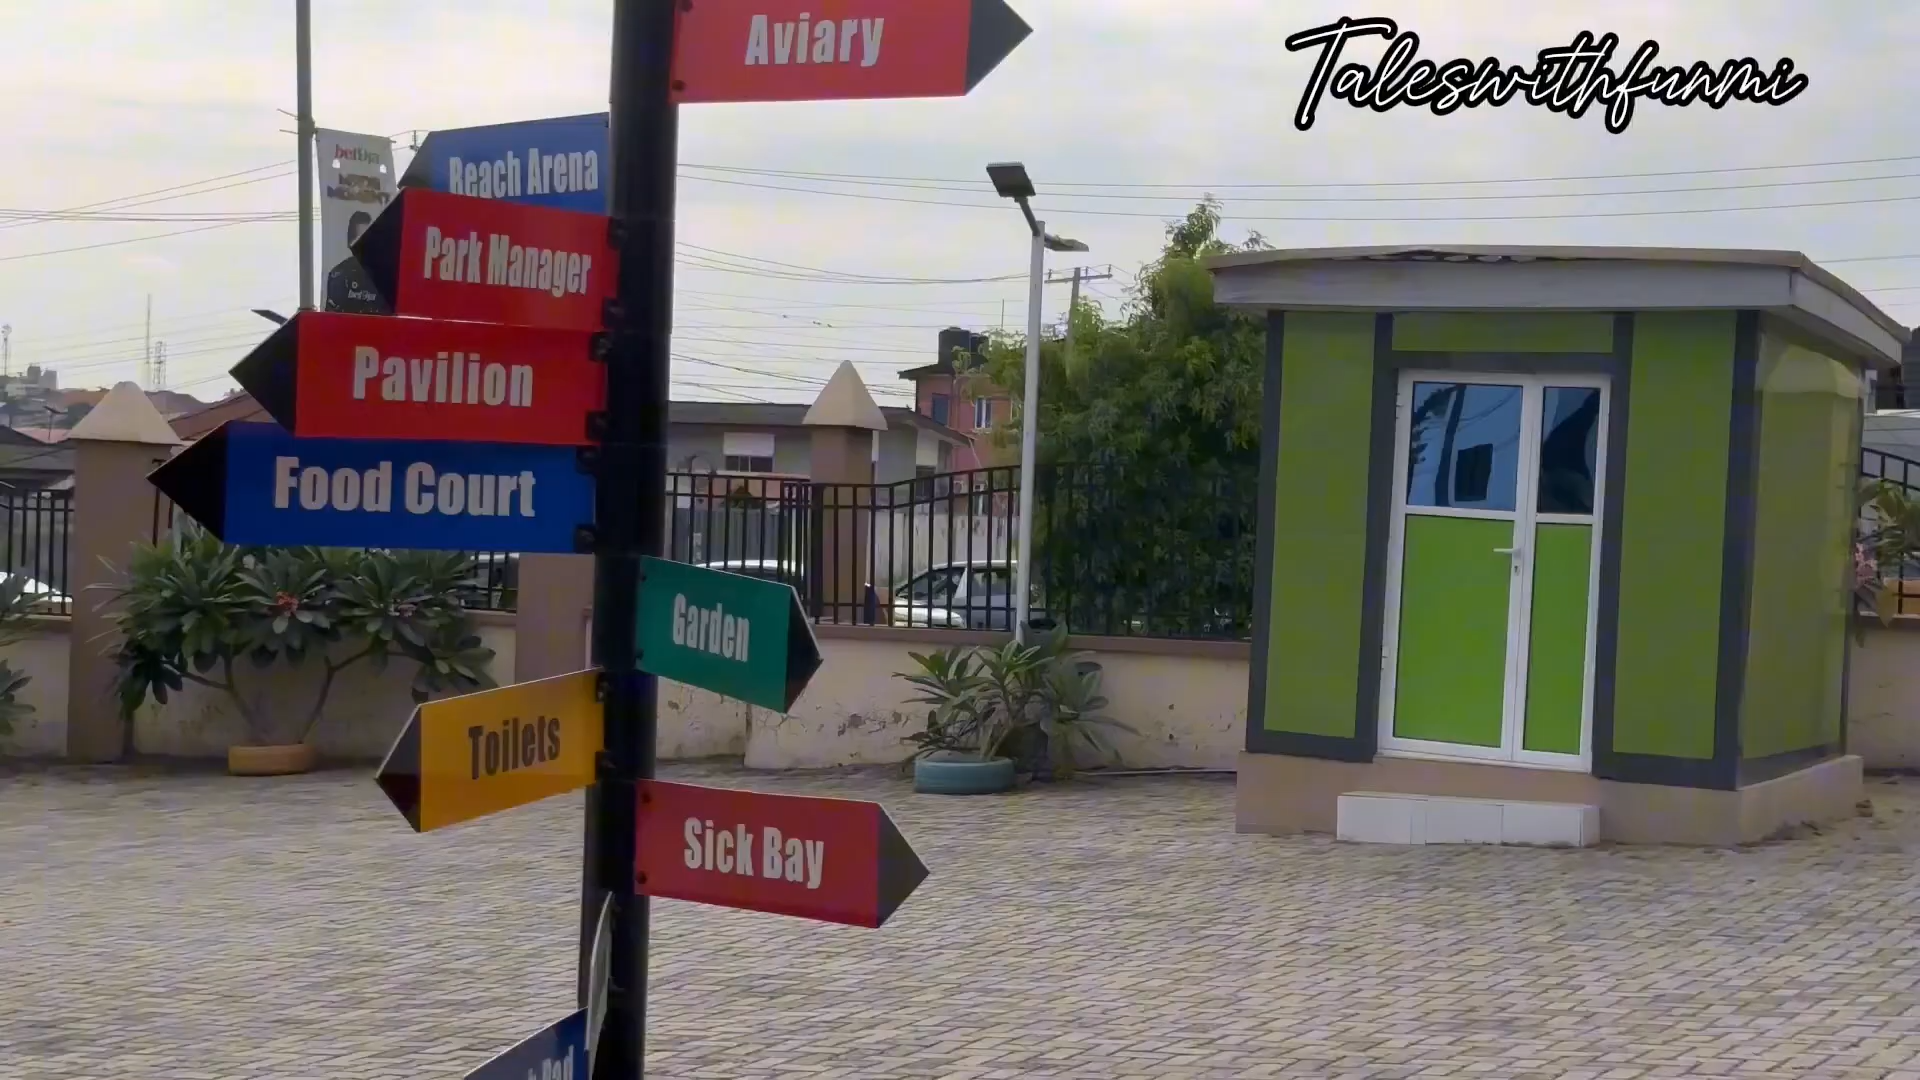 Taleswithfunmi
Aviary
Beach Arena
Park Manager
Pavilion
Food Court
Garden
Toilets
Sick Bay